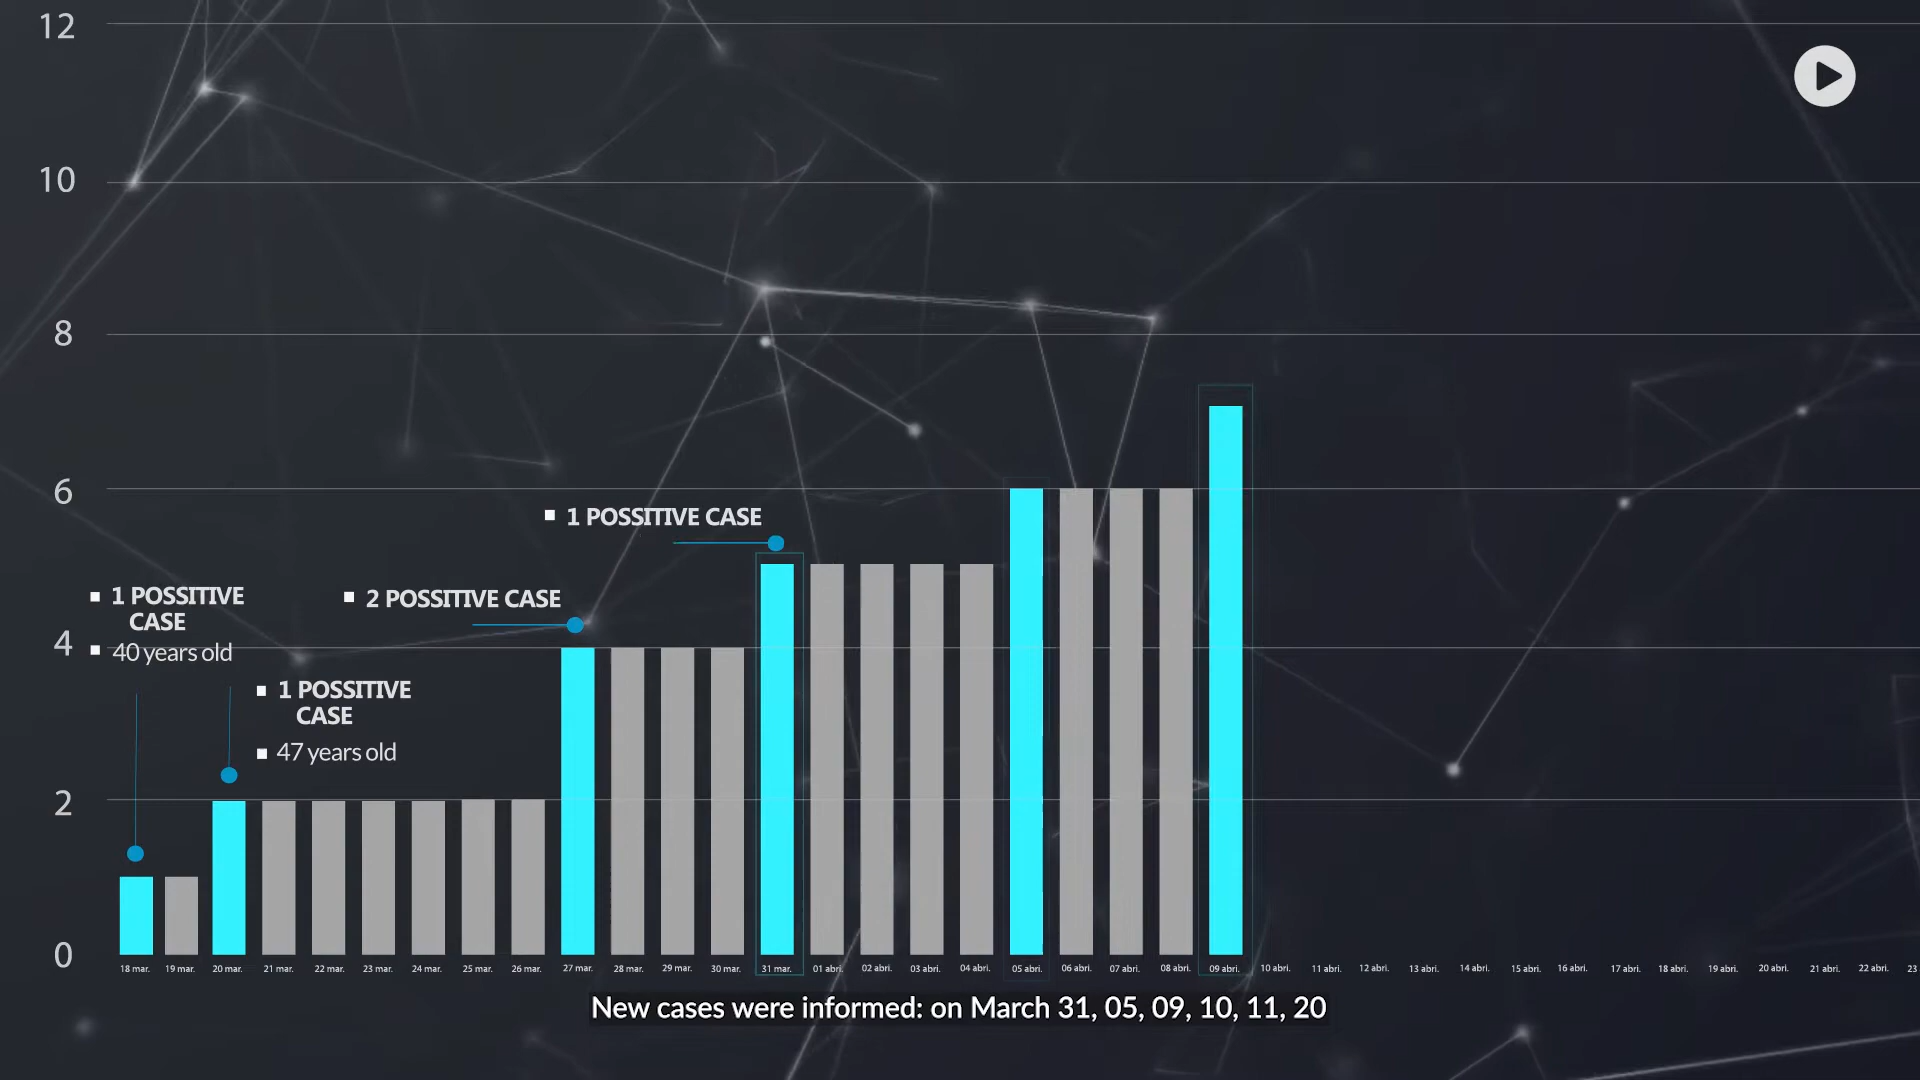 12
10
8
6
4
2
0
1 POSSITIVE CASE
1 POSSITIVE
CASE
40 years old
2 POSSITIVE CASE
1 POSSITIVE
CASE
47 years old
18 mar. 19 mar. 20 mar. 21 mar. 22 mar. 23 mar. 24 mar. 25 mar. 26 mar. 27 mar. 28 mar. 29 mar. 30 mar. 31 mar. 01 abri. 02 abri. 03 abri. 04 abri. 05 abri. 06 abri. 07 abri. 08 abri. 09 abri. 10 abri. 11 abri. 12 abri. 13 abri. 14 abri. 15 abri. 16 abri. 17 abri. 18 abri. 19 abri. 20 abri. 21 abri. 22 abri. 23
New cases were informed: on March 31, 05, 09, 10, 11, 20